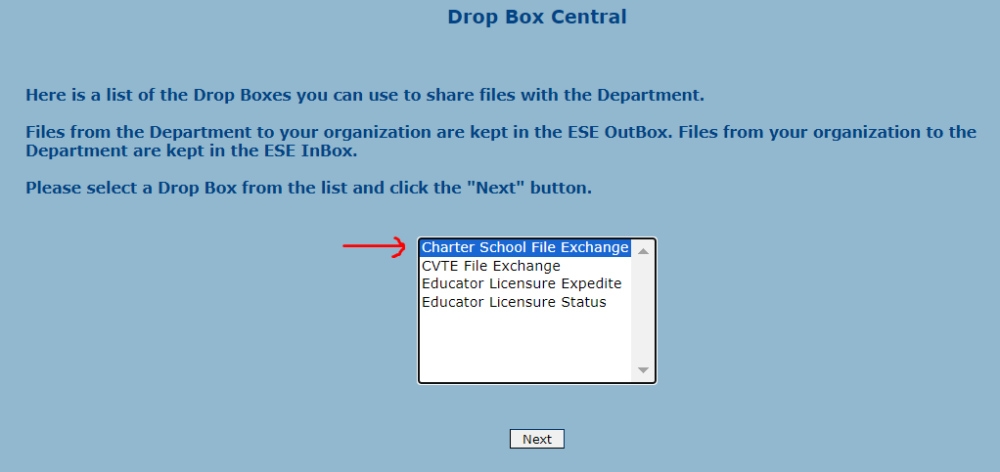 Drop Box Central
Here is a list of the Drop Boxes you can use to share files with the Department.
Files from the Department to your organization are kept in the ESE OutBox. Files from your organization to the
Department are kept in the ESE InBox.
Please select a Drop Box from the list and click the "Next" button.
Charter School File Exchange
CVTE File Exchange
Educator Licensure Expedite
Educator Licensure Status
Next